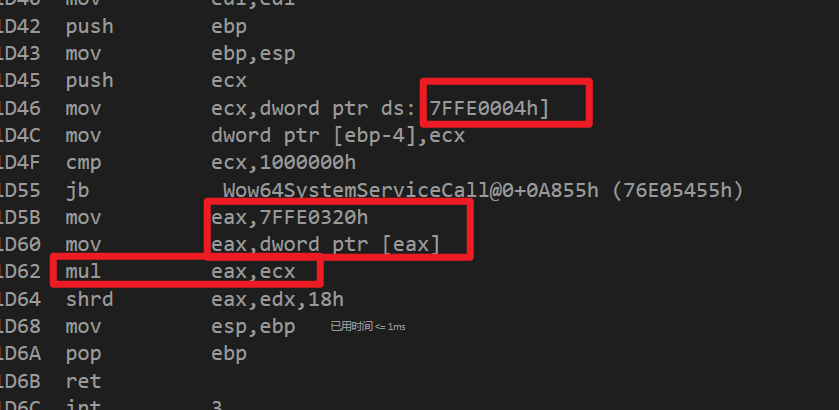 1D40 mov edi,edi
1D42 push ebp
1D43 mov ebp,esp
1D45 push ecx
1D46 mov ecx,dword ptr ds: 7FFE0004h]
1D4C mov dword ptr [ebp-4],ecx
1D4F cmp ecx,1000000h
1D55 jb _Wow64SystemServiceCall@0+0A855h (76E05455h)
1D5B mov eax,7FFE0320h
1D60 mov eax,dword ptr [eax]
1D62 mul eax,ecx
1D64 shrd eax,edx,18h
1D68 mov esp,ebp 已用时间 <= 1ms
1D6A pop ebp
1D6B ret
1D6C int 3